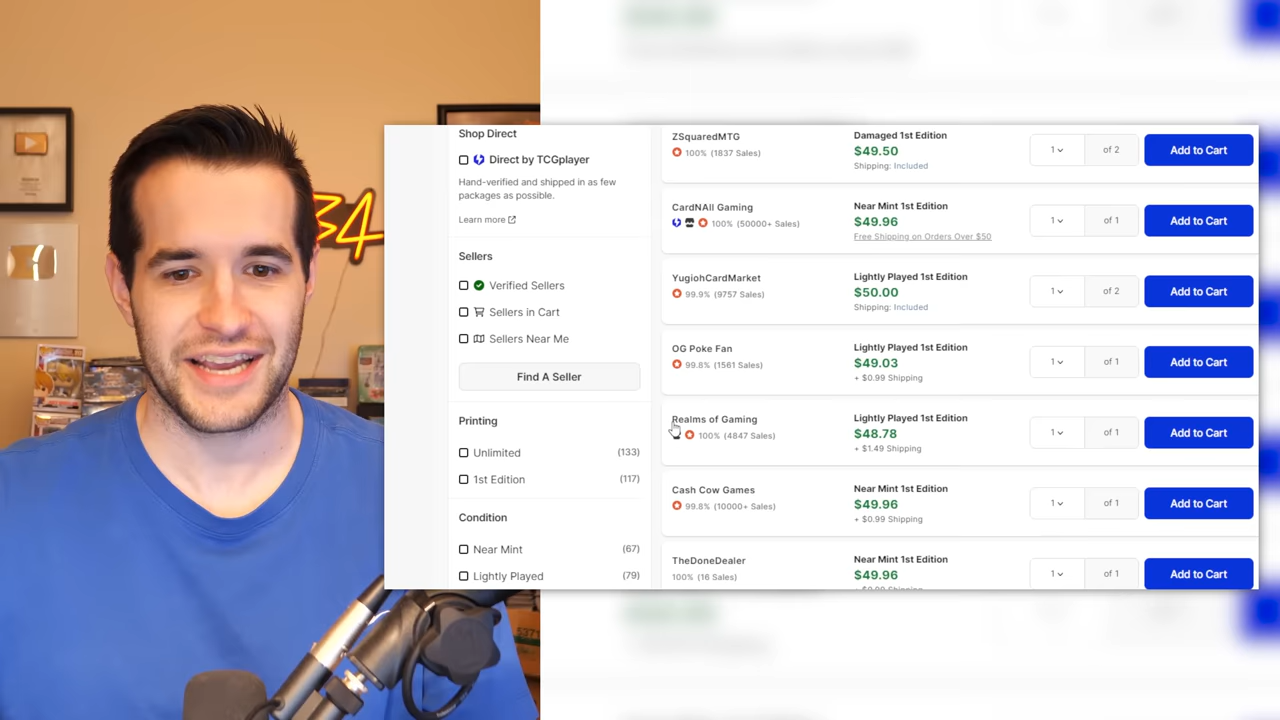 34
Shop Direct
Direct by TCGplayer
Hand-verified and shipped in as few
packages as possible.
Learn more
Sellers
Verified Sellers
Sellers in Cart
Sellers Near Me
Find A Seller
Printing
Unlimited (133)
1st Edition (117)
Condition
Near Mint (67)
Lightly Played (79)
ZSquaredMTG
100% (1837 Sales)
Damaged 1st Edition
$49.50
Shipping: Included
1 of 2
Add to Cart
CardNAll Gaming
100% (50000+ Sales)
Near Mint 1st Edition
$49.96
Free Shipping on Orders Over $50
1 of 1
Add to Cart
YugiohCardMarket
99.9% (9757 Sales)
Lightly Played 1st Edition
$50.00
Shipping: Included
1 of 2
Add to Cart
OG Poke Fan
99.8% (1561 Sales)
Lightly Played 1st Edition
$49.03
+ $0.99 Shipping
1 of 1
Add to Cart
Realms of Gaming
100% (4847 Sales)
Lightly Played 1st Edition
$48.78
+ $1.49 Shipping
1 of 1
Add to Cart
Cash Cow Games
99.8% (10000+ Sales)
Near Mint 1st Edition
$49.96
+ $0.99 Shipping
1 of 1
Add to Cart
TheDoneDealer
100% (16 Sales)
Near Mint 1st Edition
$49.96
1 of 1
Add to Cart